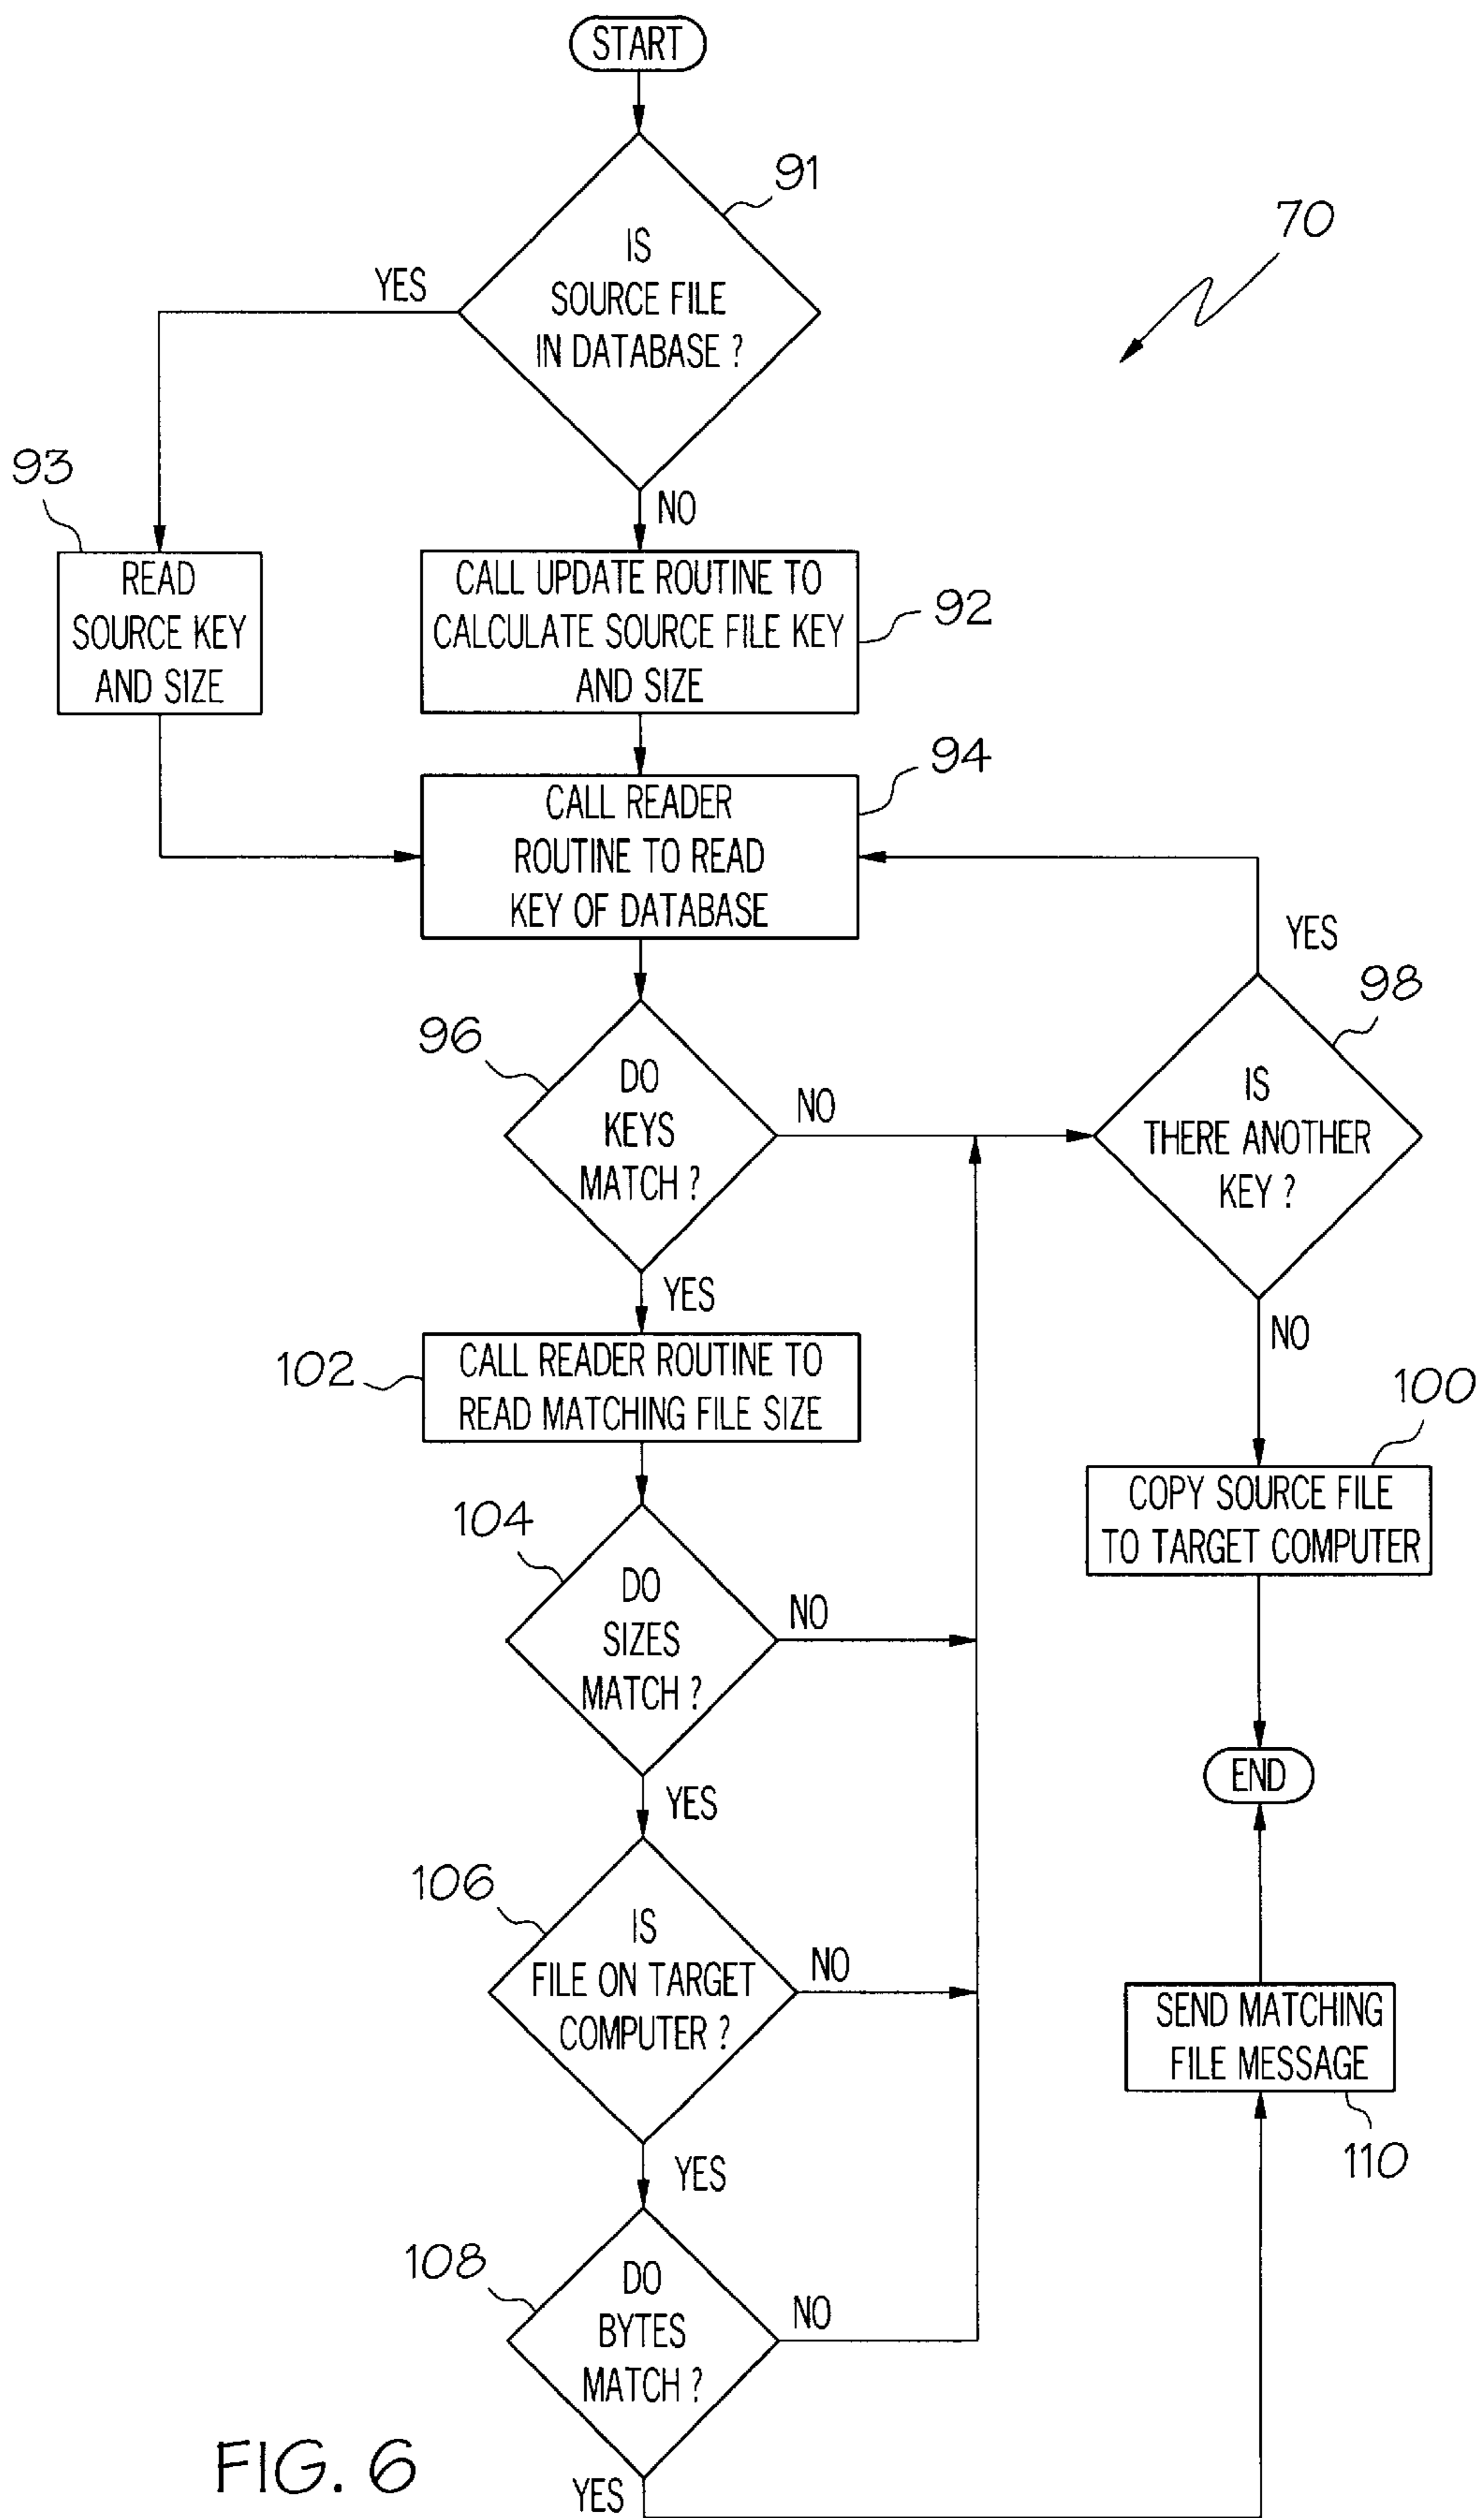 START
91
70
IS
SOURCE FILE
IN DATABASE ?
YES
NO
93
READ
SOURCE KEY
AND SIZE
CALL UPDATE ROUTINE TO
CALCULATE SOURCE FILE KEY
AND SIZE
92
94
CALL READER
ROUTINE TO READ
KEY OF DATABASE
YES
98
96
DO
KEYS
MATCH ?
NO
IS
THERE ANOTHER
KEY ?
YES
NO
102
CALL READER ROUTINE TO
READ MATCHING FILE SIZE
100
COPY SOURCE FILE
TO TARGET COMPUTER
104
DO
SIZES
MATCH ?
NO
END
YES
106
IS
FILE ON TARGET
COMPUTER ?
NO
SEND MATCHING
FILE MESSAGE
110
YES
108
DO
BYTES
MATCH ?
NO
YES
FIG. 6